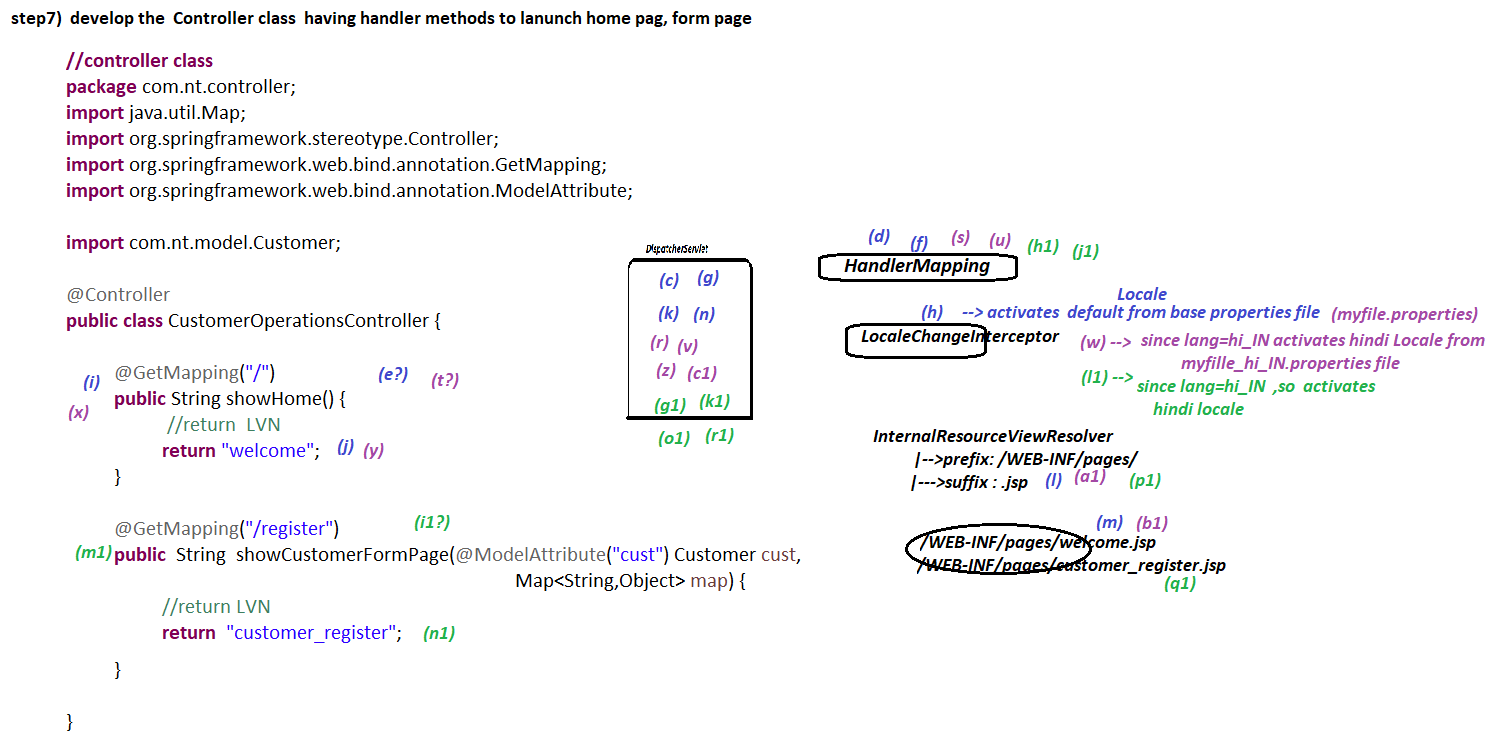 step7) develop the Controller class having handler methods to lanunch home pag, form page
//controller class
package com.nt.controller;
import java.util.Map;
import org.springframework.stereotype.Controller;
import org.springframework.web.bind.annotation.GetMapping;
import org.springframework.web.bind.annotation.ModelAttribute;
import com.nt.model.Customer;
@Controller
public class CustomerOperationsController {
@GetMapping("/") (e?) (t?)
(i) public String showHome() {
(x)
//return LVN
return "welcome"; (j) (y)
}
@GetMapping("/register") (i1?)
(m1) public String showCustomerFormPage(@ModelAttribute("cust") Customer cust,
Map<String,Object> map) {
//return LVN
return "customer_register"; (n1)
}
}
DispatcherServlet
(c) (g)
(k) (n)
(r) (v)
(z) (c1)
(g1) (k1)
(o1) (r1)
(d) (f) (s) (u) (h1) (j1)
HandlerMapping
Locale
(h) --> activates default from base properties file (myfile.properties)
LocaleChangeInterceptor
(w) --> since lang=hi_IN activates hindi Locale from
myfille_hi_IN.properties file
(l1) --> since lang=hi_IN ,so activates
hindi locale
InternalResourceViewResolver
|-->prefix: /WEB-INF/pages/
|--->suffix : .jsp (l) (a1) (p1)
(m) (b1)
/WEB-INF/pages/welcome.jsp
/WEB-INF/pages/customer_register.jsp
(q1)